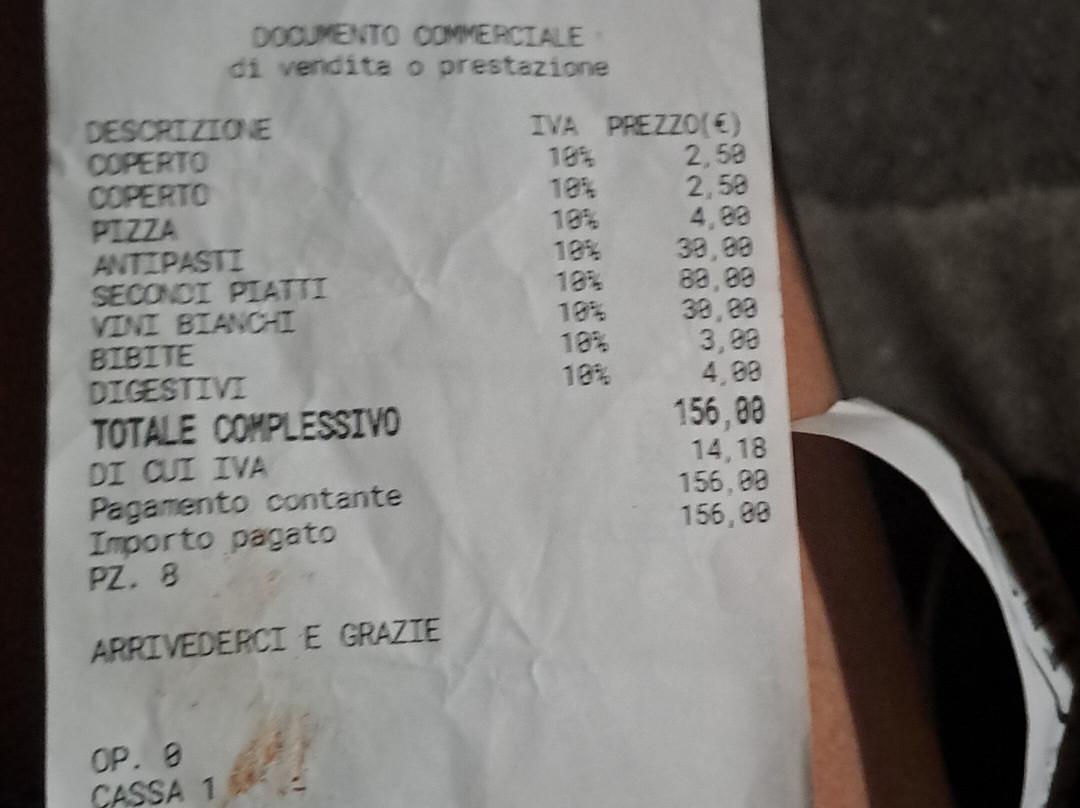 DOCUMENTO COMMERCIALE
di vendita o prestazione
DESCRIZIONE IVA PREZZO(€)
COPERTO 10% 2,50
COPERTO 10% 2,50
PIZZA 10% 4,00
ANTIPASTI 10% 30,00
SECONDI PIATTI 10% 80,00
VINI BIANCHI 10% 30,00
BIBITE 10% 3,00
DIGESTIVI 10% 4,00
TOTALE COMPLESSIVO 156,00
DI CUI IVA 14,18
Pagamento contante 156,00
Importo pagato 156,00
PZ. 8
ARRIVEDERCI E GRAZIE
OP. 0
CASSA 1